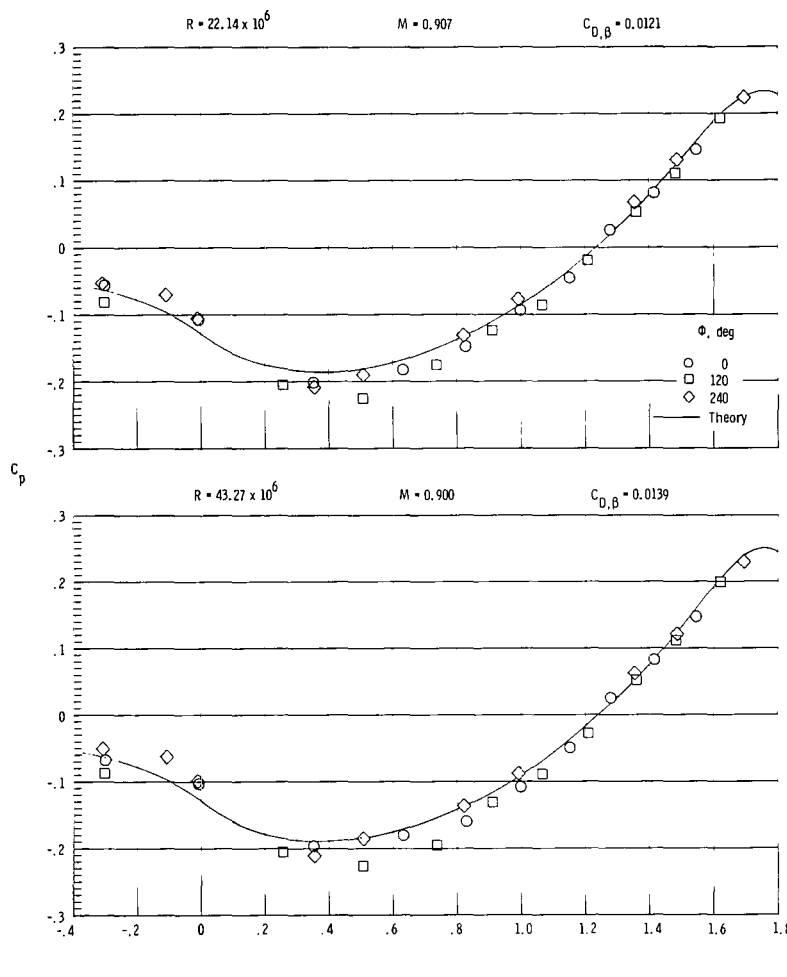 R = 22.14 x 10^6 M = 0.907 C_D,β = 0.0121
.3
.2
.1
0
-.1
-.2
-.3
Φ, deg
0
120
240
Theory
C_p
R = 43.27 x 10^6 M = 0.900 C_D,β = 0.0139
.3
.2
.1
0
-.1
-.2
-.3
-.4 -.2 0 .2 .4 .6 .8 1.0 1.2 1.4 1.6 1.8